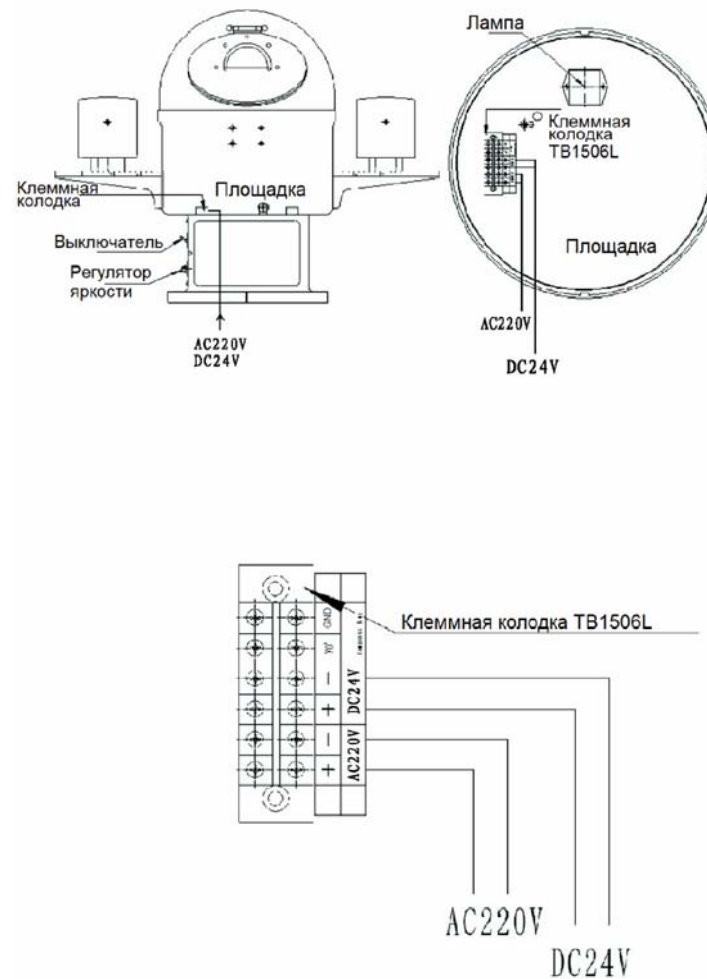 Лампа
Клеммная
колодка
TB1506L
Клеммная
колодка
Площадка
Выключатель
Регулятор
яркости
Площадка
AC220V
DC24V
AC220V
DC24V
Клеммная колодка TB1506L
GND
-
+
DC24V
-
+
AC220V
AC220V
DC24V